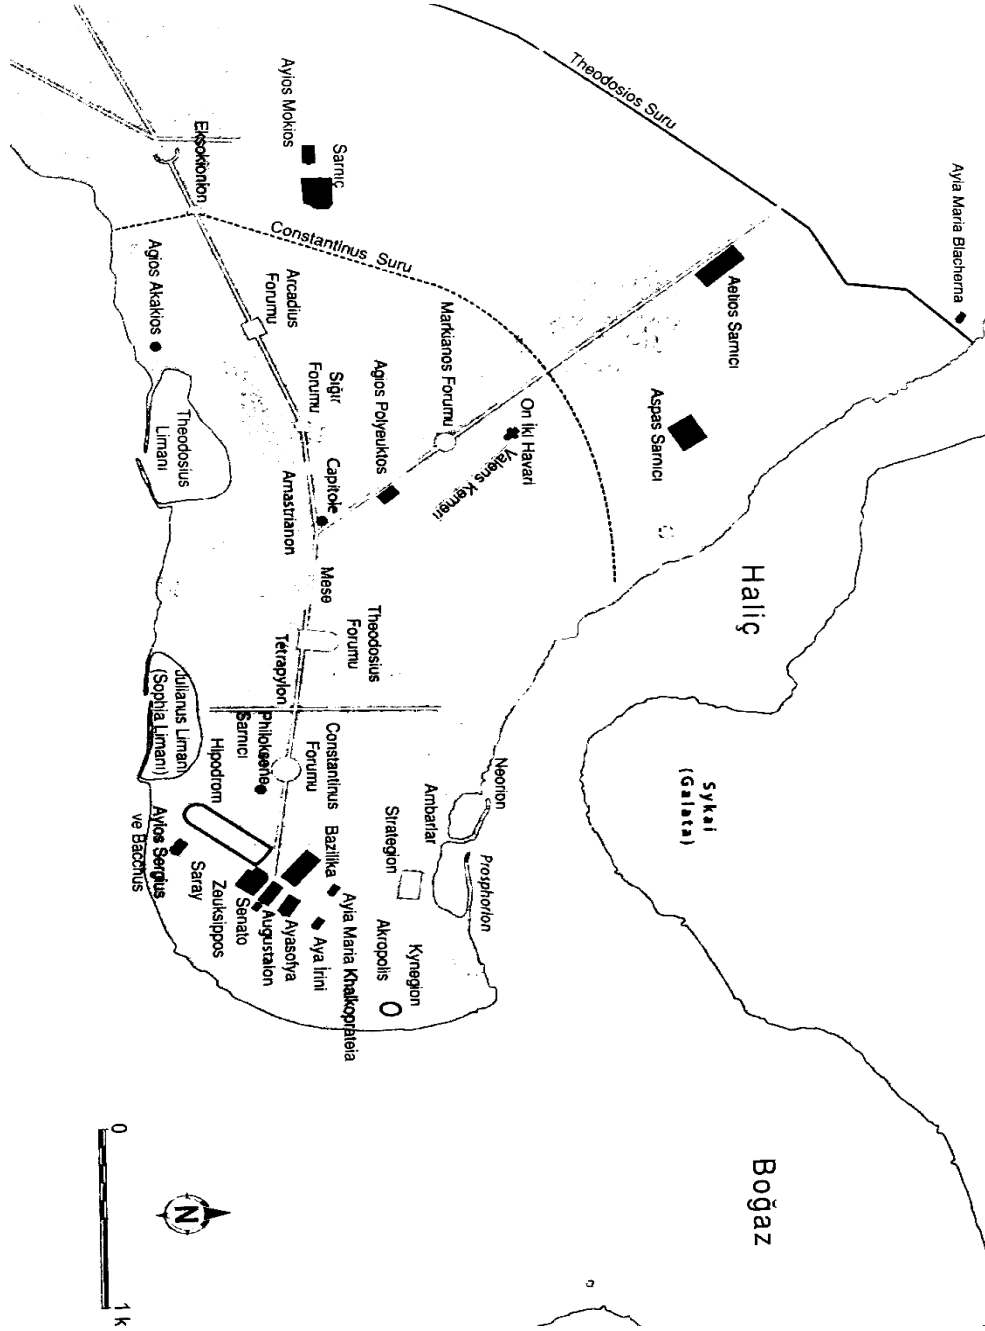 Theodosios Suru
Ayia Maria Blacherna
Ayios Mokios
Sarnıç
Eksokionion
Constantinus Suru
Aetios Sarnıcı
Agios Akakios
Arcadius
Forumu
Markianos Forumu
Aspas Sarnıcı
Sığır
Forumu
Agios Polyeuktos
On İki Havari
Valens Kemeri
Theodosius
Limanı
Capitole
Amastrianon
Mese
Haliç
Theodosius
Forumu
Tétrapylon
Julianus Limanı
(Sophia Limanı)
Philoksene
Sarnıcı
Constantinus
Forumu
Hipodrom
Neorion
Sykai
(Galata)
Ambarlar
Strategion
Prosphorion
Bazilika
Ayios Sergius
ve Bacchus
Saray
Zeuksippos
Senato
Augustaion
Ayasofya
Aya İrini
Ayia Maria Khalkoprateia
Akropolis
Kynegion
Boğaz
0
1 k
N